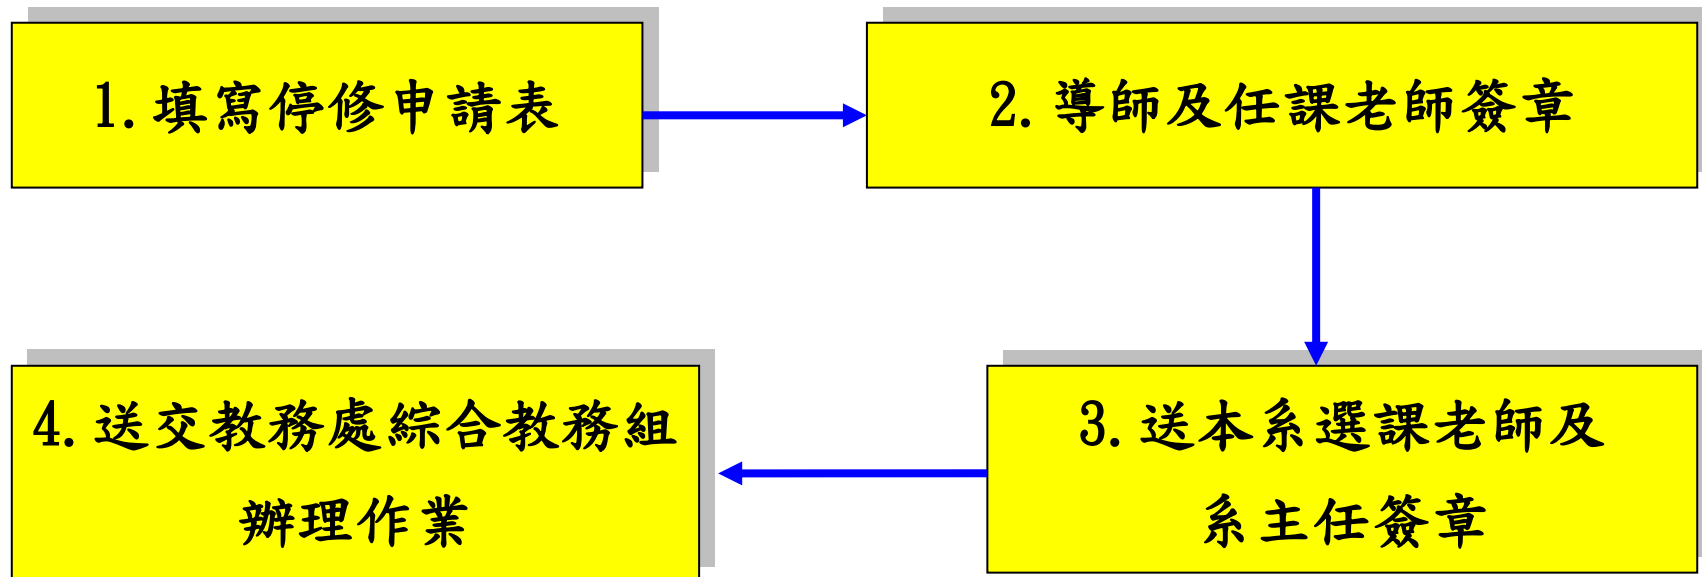 1.填寫停修申請表
2.導師及任課老師簽章
3.送本系選課老師及
系主任簽章
4.送交教務處綜合教務組
辦理作業